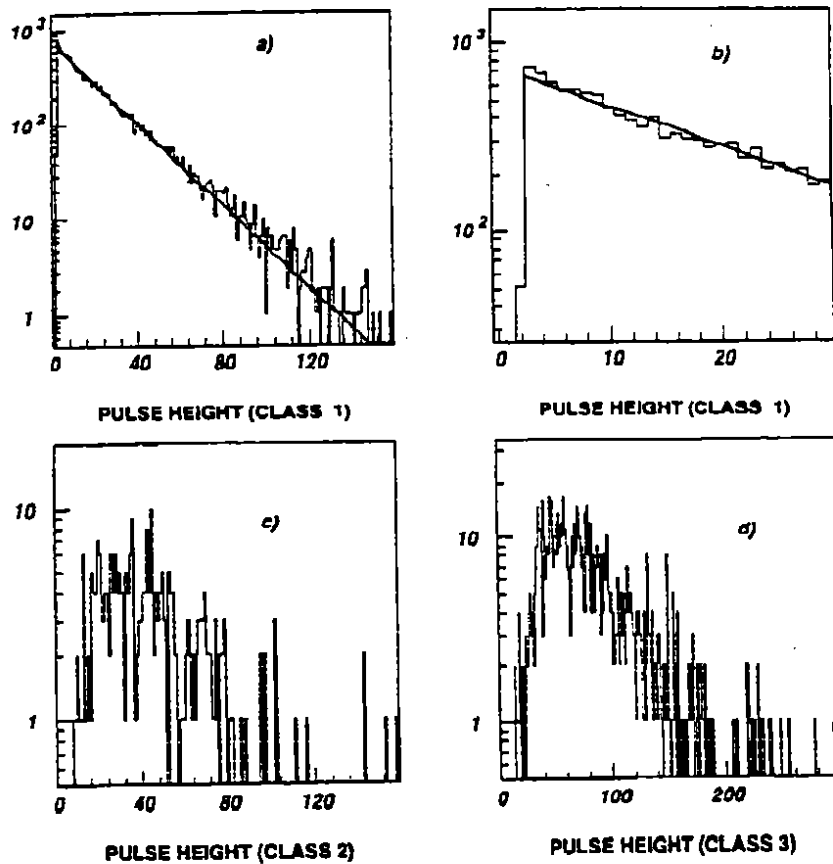 a)
10³
10²
10
1
0 40 80 120
PULSE HEIGHT (CLASS 1)
b)
10³
10²
0 10 20
PULSE HEIGHT (CLASS 1)
c)
10
1
0 40 80 120
PULSE HEIGHT (CLASS 2)
d)
10
1
0 100 200
PULSE HEIGHT (CLASS 3)